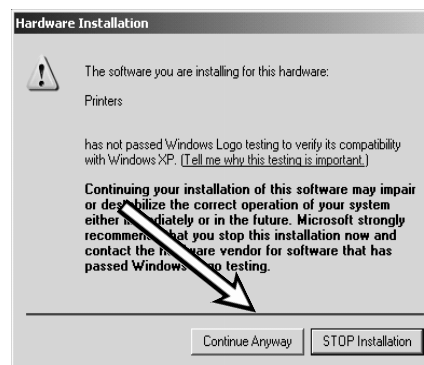 Hardware Installation
The software you are installing for this hardware:
Printers
has not passed Windows Logo testing to verify its compatibility
with Windows XP. (Tell me why this testing is important.)
Continuing your installation of this software may impair
or the correct operation of your system
either or in the future. Microsoft strongly
that you stop this installation now and
contact the vendor for software that has
passed Windows testing.
Continue Anyway
STOP Installation